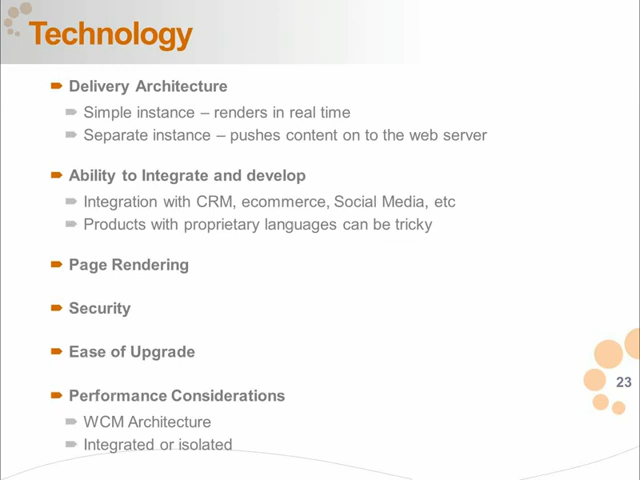 Technology
Delivery Architecture
Simple instance – renders in real time
Separate instance – pushes content on to the web server
Ability to Integrate and develop
Integration with CRM, ecommerce, Social Media, etc
Products with proprietary languages can be tricky
Page Rendering
Security
Ease of Upgrade
23
Performance Considerations
WCM Architecture
Integrated or isolated